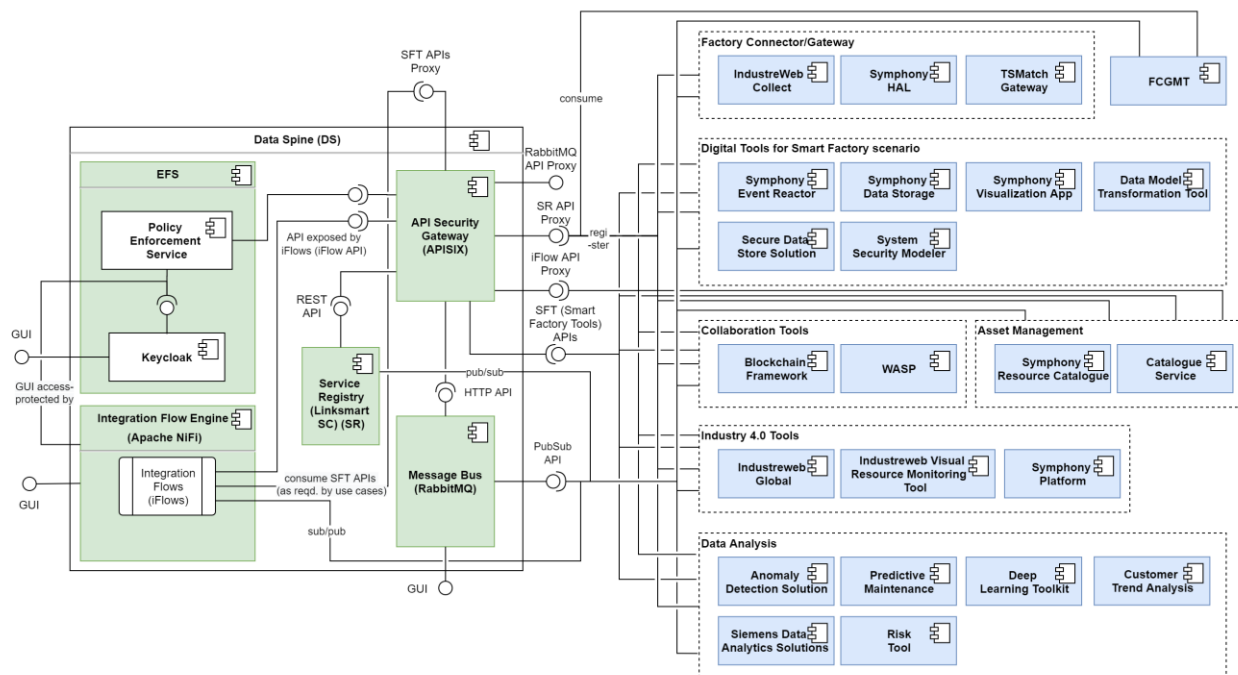 SFT APIs
Proxy
consume
Data Spine (DS)
RabbitMQ
API Proxy
EFS
Policy
Enforcement
Service
Keycloak
GUI
GUI access-
protected by
API exposed by
iFlows (iFlow API)
REST
API
API Security
Gateway
(APISIX)
SR API
Proxy
regi
-ster
iFlow API
Proxy
SFT (Smart
Factory Tools)
APIs
Service
Registry
(Linksmart
SC) (SR)
pub/sub
HTTP API
Integration Flow Engine
(Apache NiFi)
Integration
Flows
(iFlows)
GUI
consume SFT APIs
(as reqd. by use cases)
sub/pub
Message Bus
(RabbitMQ)
PubSub
API
GUI
Factory Connector/Gateway
IndustreWeb
Collect
Symphony
HAL
TSMatch
Gateway
FCGMT
Digital Tools for Smart Factory scenario
Symphony
Event Reactor
Symphony
Data Storage
Symphony
Visualization App
Data Model
Transformation Tool
Secure Data
Store Solution
System
Security Modeler
Collaboration Tools
Blockchain
Framework
WASP
Asset Management
Symphony
Resource Catalogue
Catalogue
Service
Industry 4.0 Tools
Industreweb
Global
Industreweb Visual
Resource Monitoring
Tool
Symphony
Platform
Data Analysis
Anomaly
Detection Solution
Predictive
Maintenance
Deep
Learning Toolkit
Customer
Trend Analysis
Siemens Data
Analytics Solutions
Risk
Tool